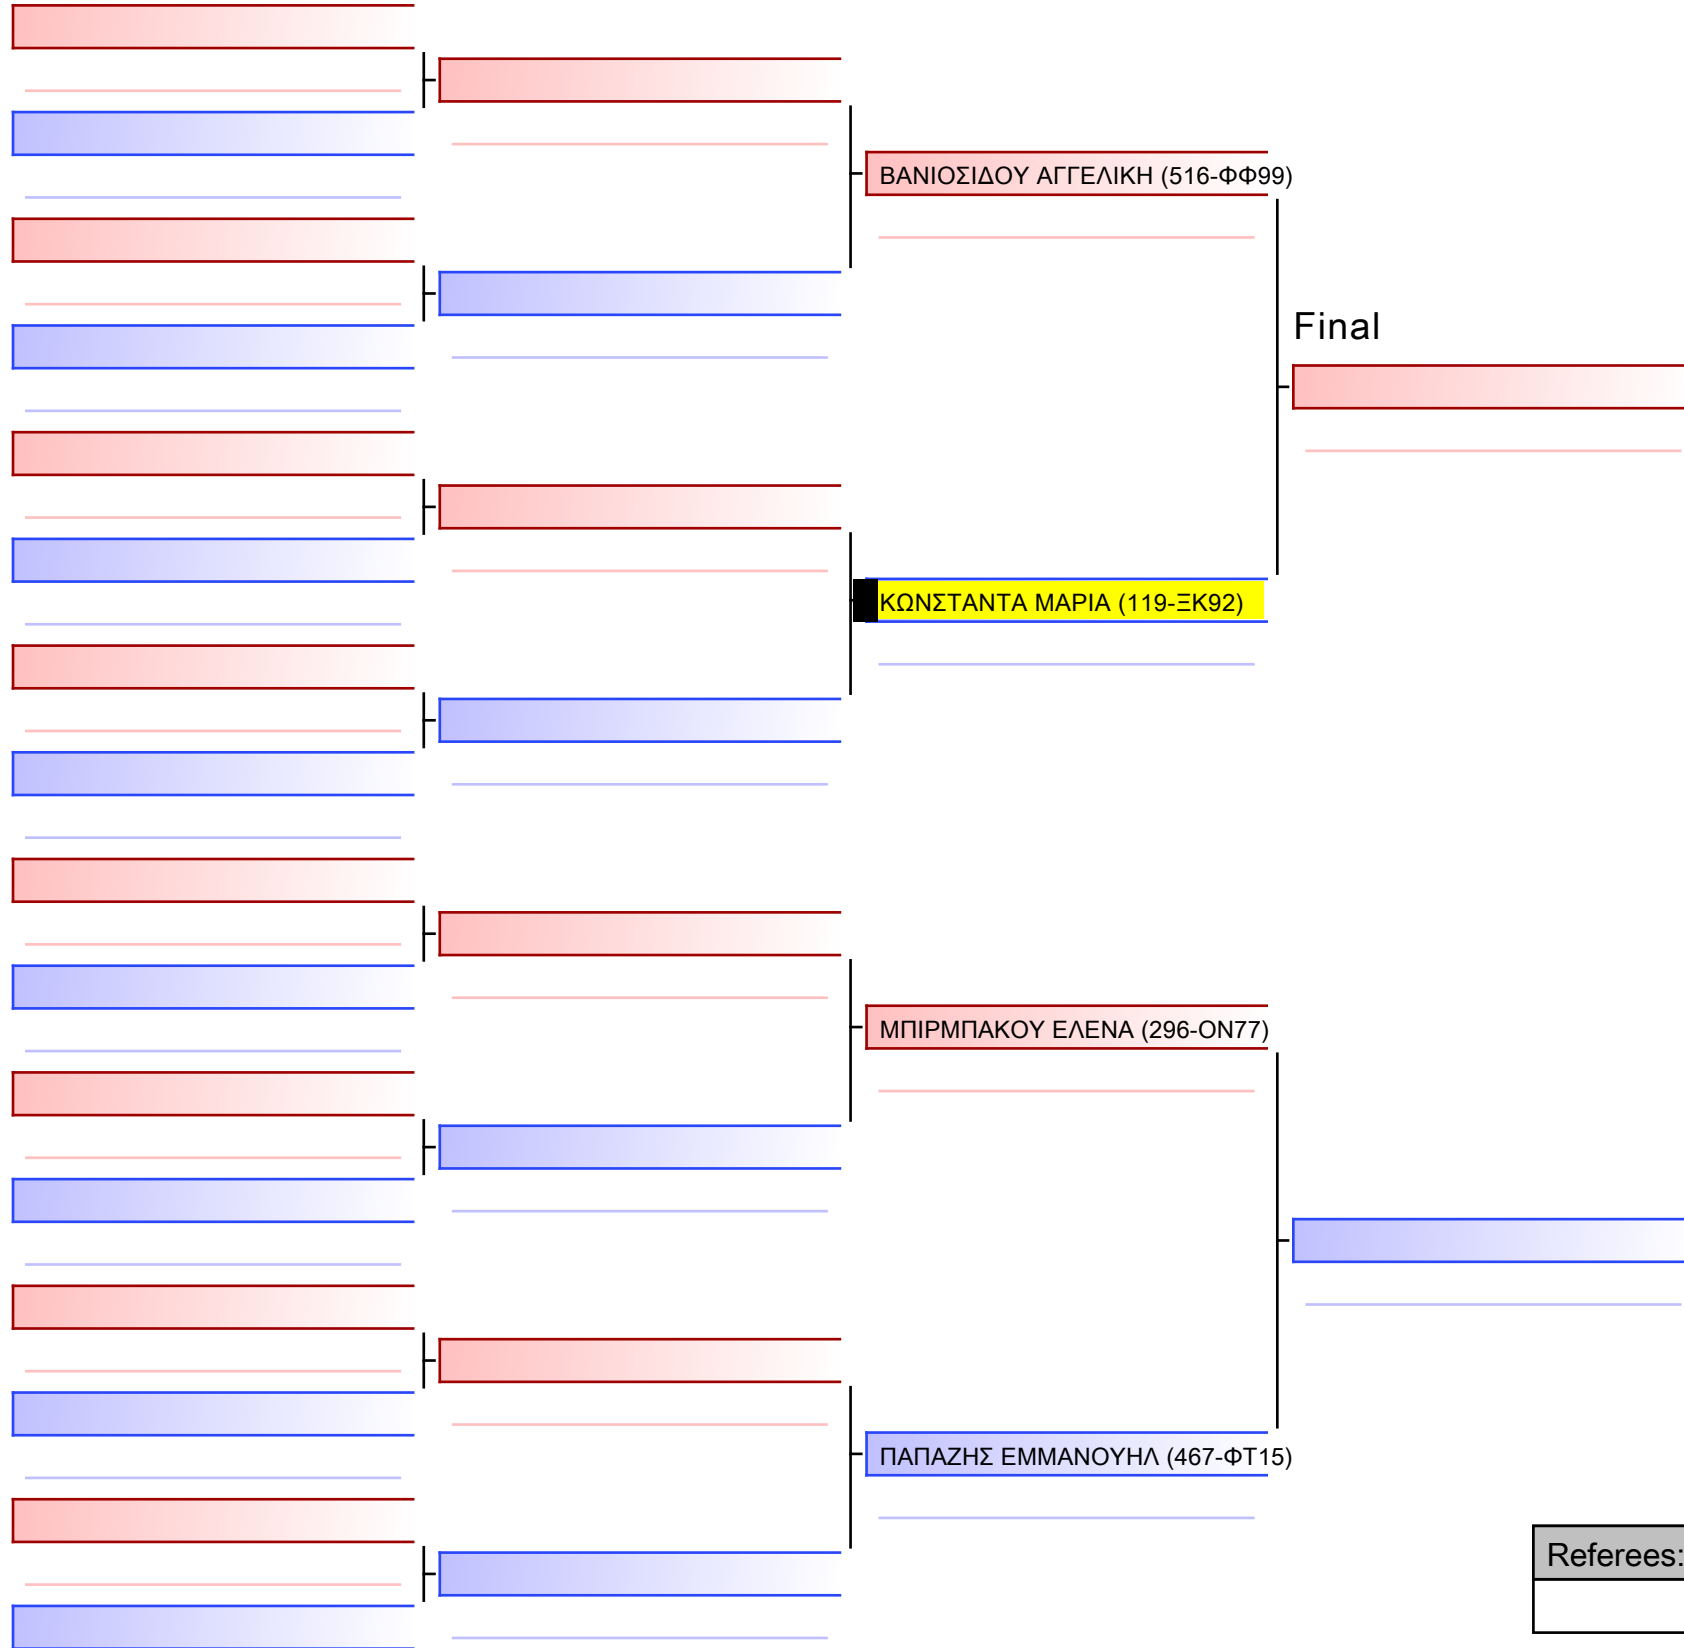 ΒΑΝΙΟΣΙΔΟΥ ΑΓΓΕΛΙΚΗ (516-ΦΦ99)
Final
ΚΩΝΣΤΑΝΤΑ ΜΑΡΙΑ (119-ΞΚ92)
ΜΠΙΡΜΠΑΚΟΥ ΕΛΕΝΑ (296-ΟΝ77)
ΠΑΠΑΖΗΣ ΕΜΜΑΝΟΥΗΛ (467-ΦΤ15)
Referees: